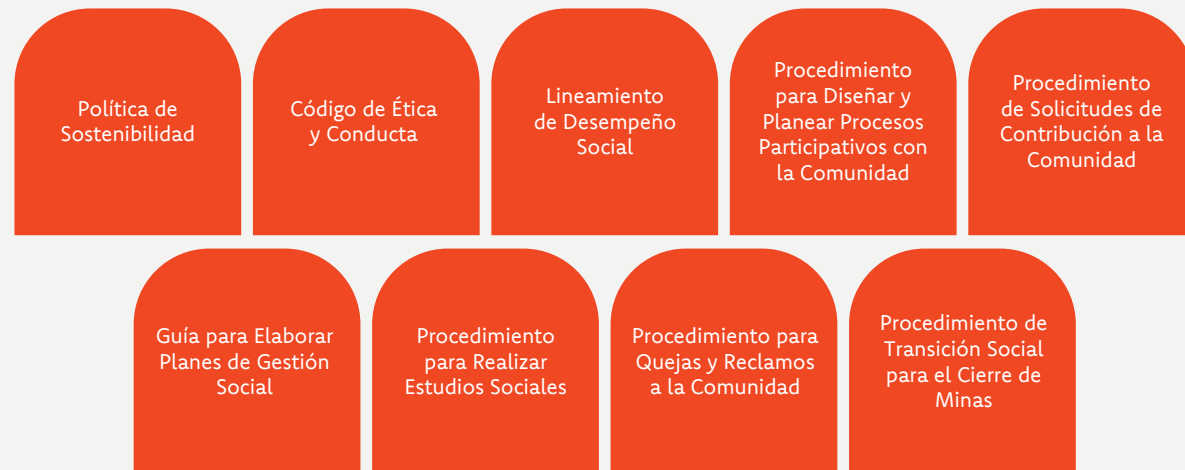 Política de
Sostenibilidad
Código de Ética
y Conducta
Lineamiento
de Desempeño
Social
Procedimiento
para Diseñar y
Planear Procesos
Participativos con
la Comunidad
Procedimiento
de Solicitudes de
Contribución a la
Comunidad
Guía para Elaborar
Planes de Gestión
Social
Procedimiento
para Realizar
Estudios Sociales
Procedimiento para
Quejas y Reclamos
a la Comunidad
Procedimiento de
Transición Social
para el Cierre de
Minas